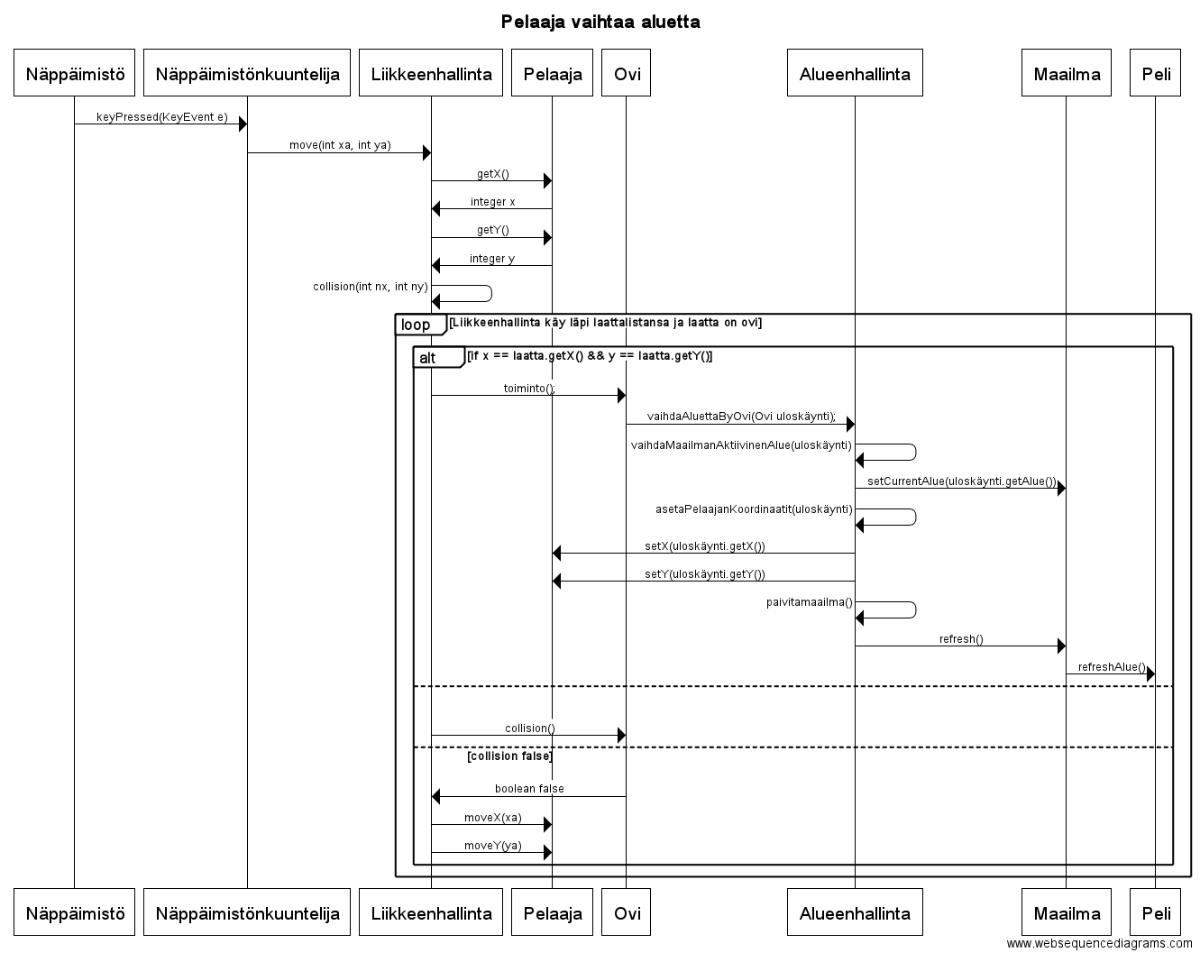 Pelaaja vaihtaa aluetta
Näppäimistö
Näppäimistönkuuntelija
Liikkeenhallinta
Pelaaja
Ovi
Alueenhallinta
Maailma
Peli
keyPressed(KeyEvent e)
move(int xa, int ya)
getX()
integer x
getY()
integer y
collision(int nx, int ny)
loop [Liikkeenhallinta käy läpi laattalistansa ja laatta on ovi]
alt [if x == laatta.getX() && y == laatta.getY()]
toiminto();
vaihdaAluettaByOvi(Ovi uloskäynti);
vaihdaMaailmanAktiivinenAlue(uloskäynti)
setCurrentAlue(uloskäynti.getAlue())
asetaPelaajanKoordinaatit(uloskäynti)
setX(uloskäynti.getX())
setY(uloskäynti.getY())
paivitamaailma()
refresh()
refreshAlue()
collision()
[collision false]
boolean false
moveX(xa)
moveY(ya)
Näppäimistö
Näppäimistönkuuntelija
Liikkeenhallinta
Pelaaja
Ovi
Alueenhallinta
Maailma
Peli
www.websequencediagrams.com